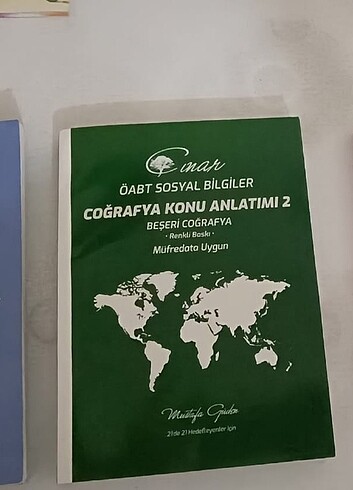 Çınar
ÖABT SOSYAL BİLGİLER
COĞRAFYA KONU ANLATIMI 2
BEŞERİ COĞRAFYA
• Renkli Baskı •
Müfredata Uygun
Mustafa
21'de 21 Hedefleyenler İçin